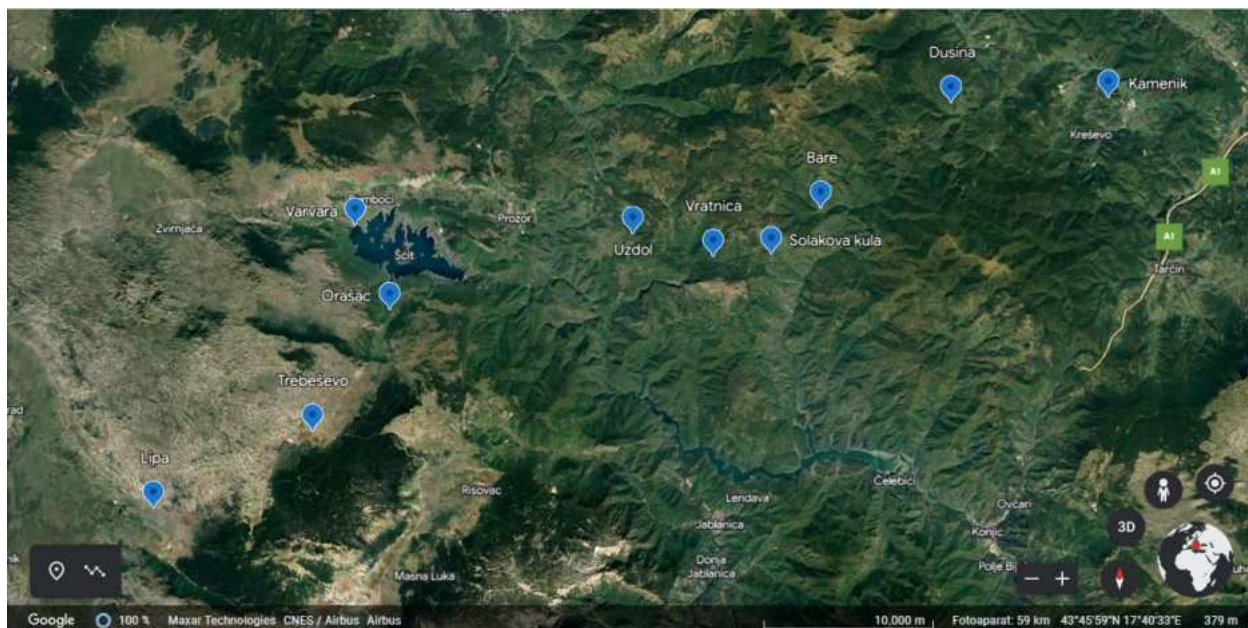 Dusina
Kamenik
Kreševo
A1
Bare
Varvara
Zvirnjača
Prozor
Uzdol
Vratnica
Solakova kula
A1
Tarčin
Šćit
Orašac
Trebeševo
Lipa
Risovac
Lendava
Čelebići
Jablanica
Ovčari
Konjic
3D
Donja
Jablanica
Masna Luka
Google 100 % Maxar Technologies CNES / Airbus Airbus 10,000 m Fotoaparat: 59 km 43°45'59"N 17°40'33"E 379 m